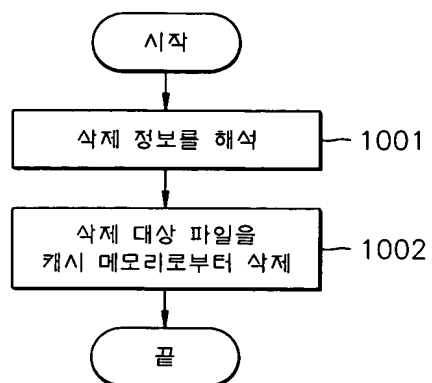 시작
삭제 정보를 해석
1001
삭제 대상 파일을
캐시 메모리로부터 삭제
1002
끝